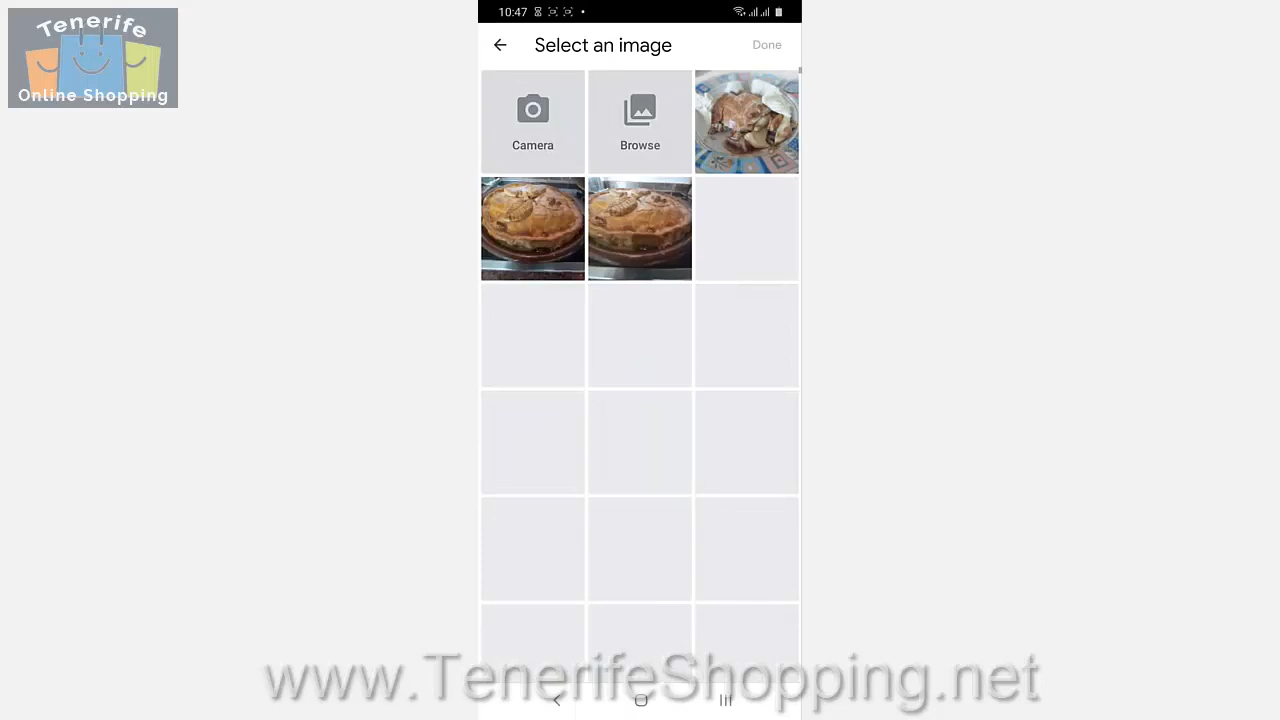 Tenerife
Online Shopping
10:47
Select an image
Done
Camera
Browse
www.TenerifeShopping.net